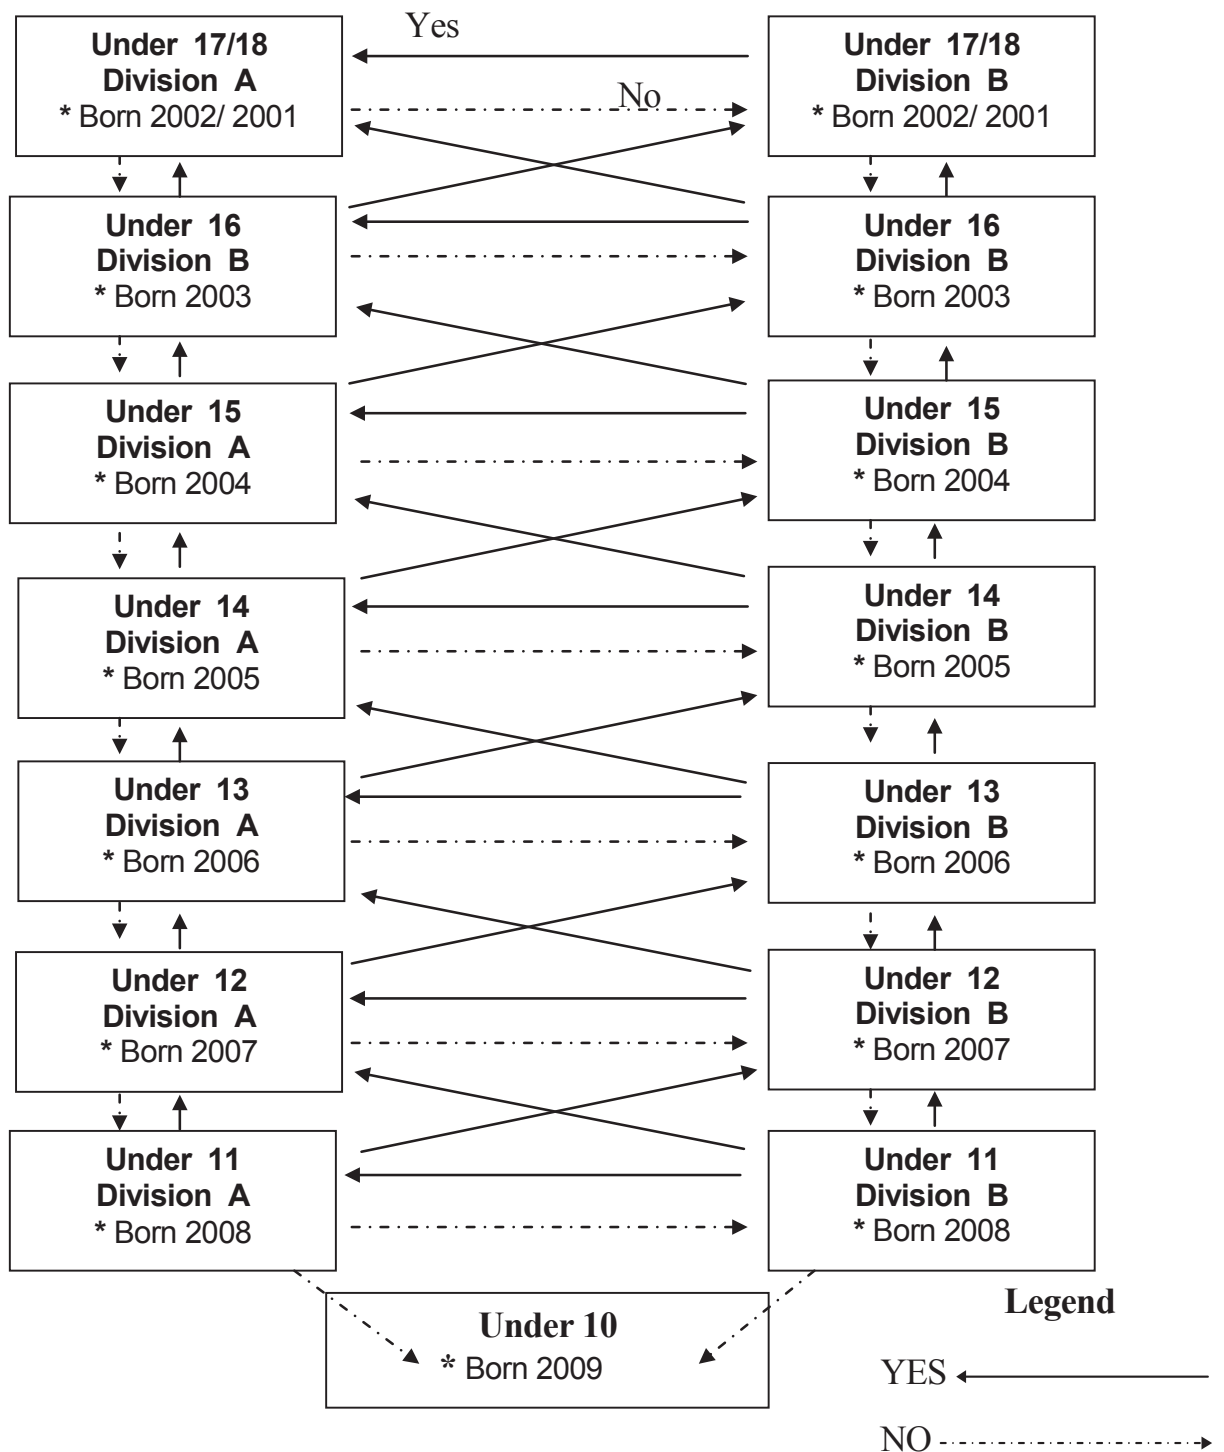 Yes
No
Under 17/18
Division A
* Born 2002/ 2001
Under 17/18
Division B
* Born 2002/ 2001
Under 16
Division B
* Born 2003
Under 16
Division B
* Born 2003
Under 15
Division A
* Born 2004
Under 15
Division B
* Born 2004
Under 14
Division A
* Born 2005
Under 14
Division B
* Born 2005
Under 13
Division A
* Born 2006
Under 13
Division B
* Born 2006
Under 12
Division A
* Born 2007
Under 12
Division B
* Born 2007
Under 11
Division A
* Born 2008
Under 11
Division B
* Born 2008
Under 10
* Born 2009
Legend
YES
NO